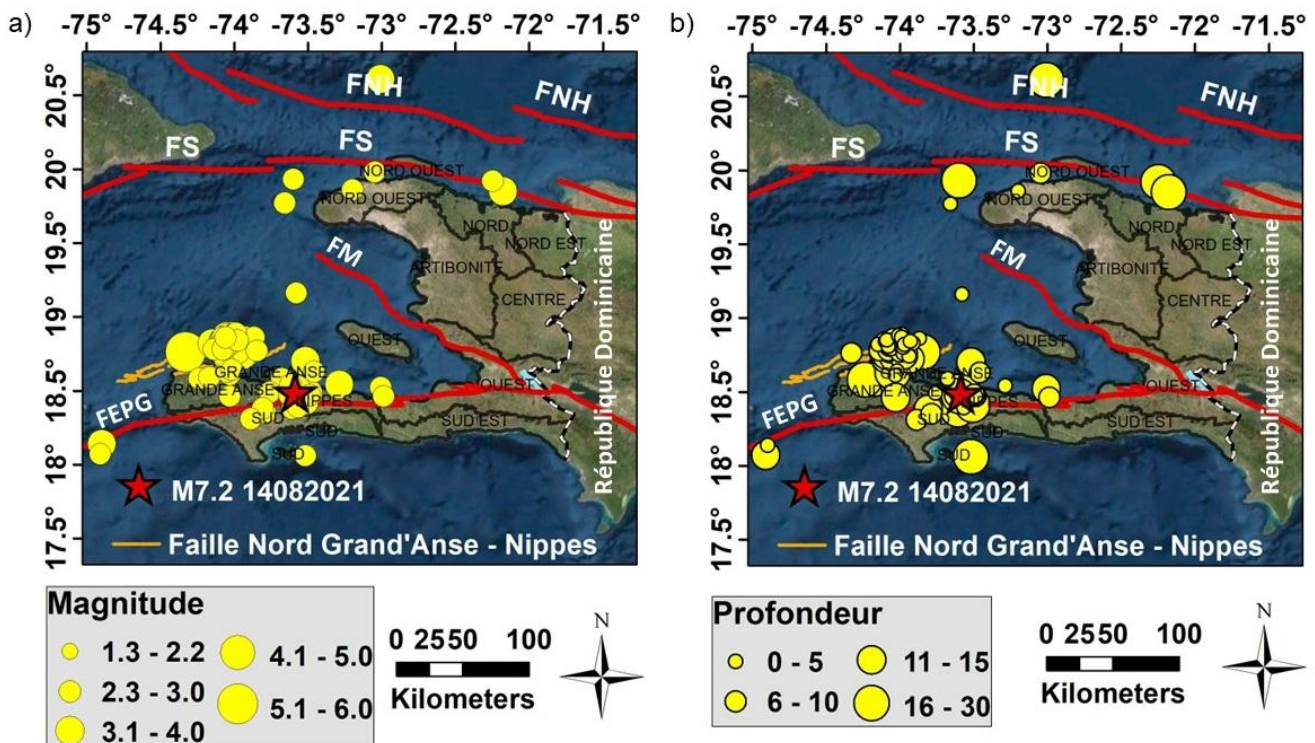 a)
-75° -74° -73.5° -73° -72.5° -72° -71.5°
20.5°
20°
19.5°
19°
18.5°
18°
17.5°
FNH
FNH
FS
FS
NORD OUEST
NORD OUEST
NORD
NORD EST
FM
ARTIBONITE
CENTRE
OUEST
GRANDE ANSE
GRANDE ANSE
NIPPES
OUEST
FEPG
SUD
SUD
SUD EST
SUD
République Dominicaine
M7.2 14082021
Faille Nord Grand'Anse - Nippes
Magnitude
1.3 - 2.2
2.3 - 3.0
3.1 - 4.0
4.1 - 5.0
5.1 - 6.0
0 25 50 100
Kilometers
N
b)
-75° -74.5° -74° -73.5° -73° -72.5° -72° -71.5°
20.5°
20°
19.5°
19°
18.5°
18°
17.5°
FNH
FNH
FS
FS
NORD OUEST
NORD OUEST
NORD
NORD EST
FM
ARTIBONITE
CENTRE
OUEST
GRANDE ANSE
GRANDE ANSE
NIPPES
OUEST
FEPG
SUD
SUD
SUD EST
SUD
République Dominicaine
M7.2 14082021
Faille Nord Grand'Anse - Nippes
Profondeur
0 - 5
6 - 10
11 - 15
16 - 30
0 25 50 100
Kilometers
N